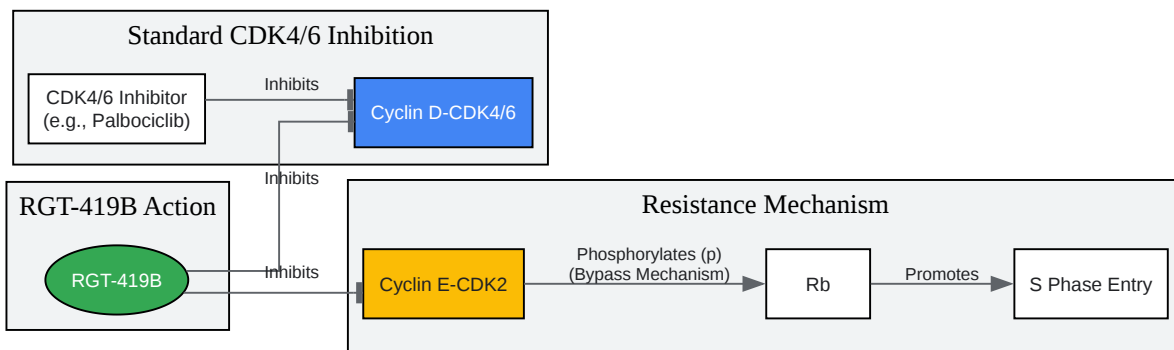 Standard CDK4/6 Inhibition
CDK4/6 Inhibitor
(e.g., Palbociclib)
Inhibits
Cyclin D-CDK4/6
Inhibits
RGT-419B Action
RGT-419B
Inhibits
Resistance Mechanism
Cyclin E-CDK2
Phosphorylates (p)
(Bypass Mechanism)
Rb
Promotes
S Phase Entry